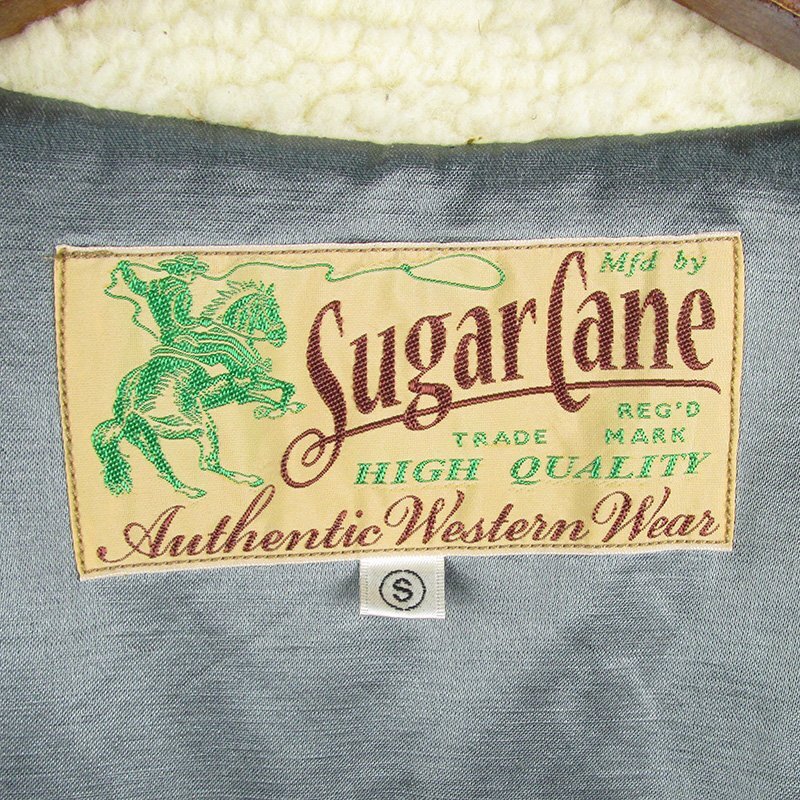 Mfd by
Sugar Cane
REG'D
TRADE MARK
HIGH QUALITY
Authentic Western Wear
S